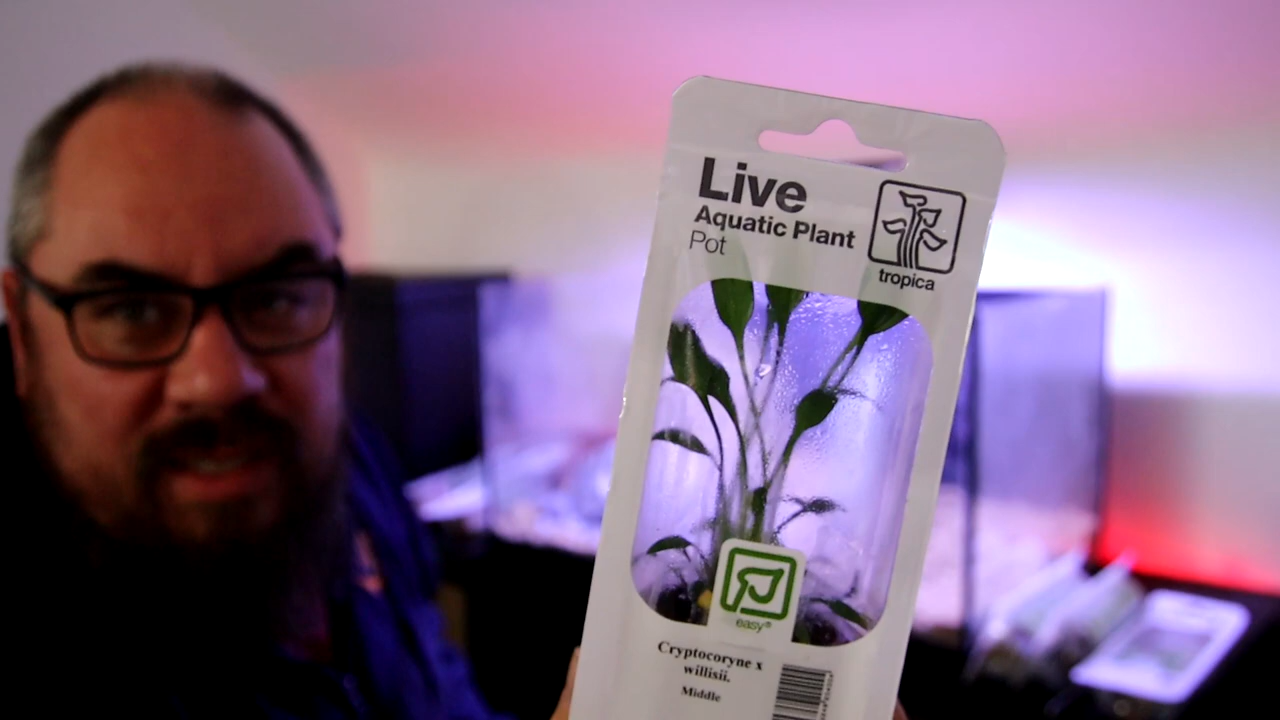 Live
Aquatic Plant
Pot
tropica
easy®
Cryptocoryne x
willisii.
Middle